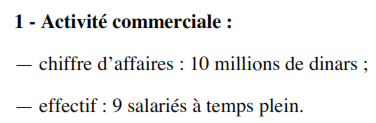 1 - Activité commerciale :
— chiffre d’affaires : 10 millions de dinars ;
— effectif : 9 salariés à temps plein.